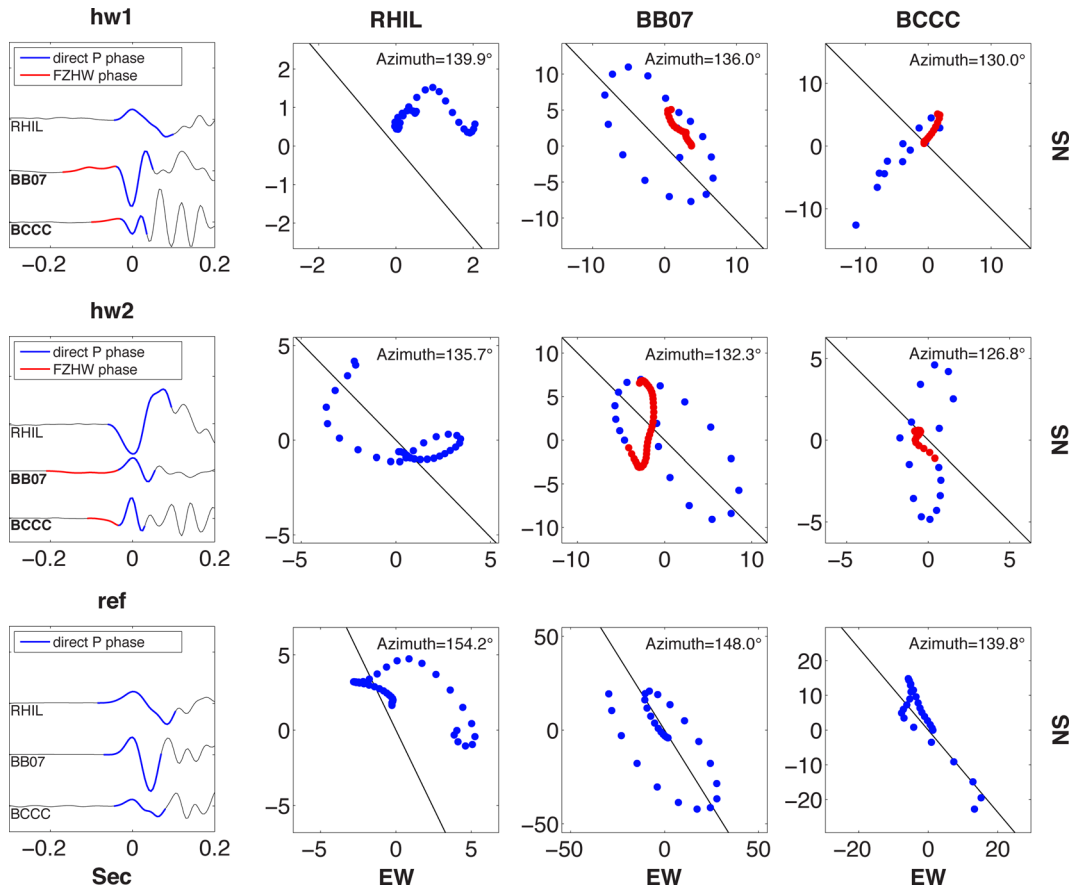 hw1
RHIL
BB07
BCCC
direct P phase
FZHW phase
RHIL
BB07
BCCC
−0.2
0
0.2
Azimuth=139.9°
2
1
0
−1
−2
−2
0
2
Azimuth=136.0°
10
5
0
−5
−10
−10
0
10
Azimuth=130.0°
10
0
−10
−10
0
10
NS
hw2
direct P phase
FZHW phase
RHIL
BB07
BCCC
−0.2
0
0.2
Azimuth=135.7°
5
0
−5
−5
0
5
Azimuth=132.3°
10
5
0
−5
−10
−10
0
10
Azimuth=126.8°
5
0
−5
−5
0
5
NS
ref
direct P phase
RHIL
BB07
BCCC
−0.2
0
0.2
Sec
Azimuth=154.2°
5
0
−5
−5
0
5
EW
Azimuth=148.0°
50
0
−50
−50
0
50
EW
Azimuth=139.8°
20
10
0
−10
−20
−20
0
20
EW
NS